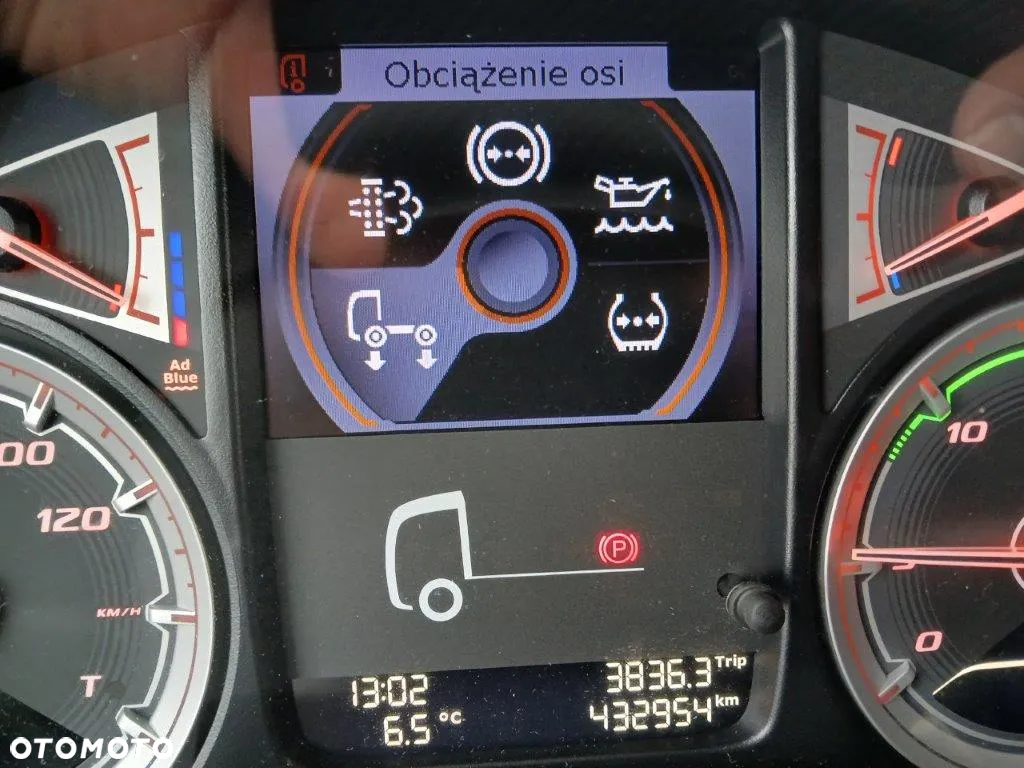 Obciążenie osi
Ad
Blue
00
120
KM/H
T
10
0
P
13:02
3836.3 Trip
6.5 °C
432954 km
OTOMOTO